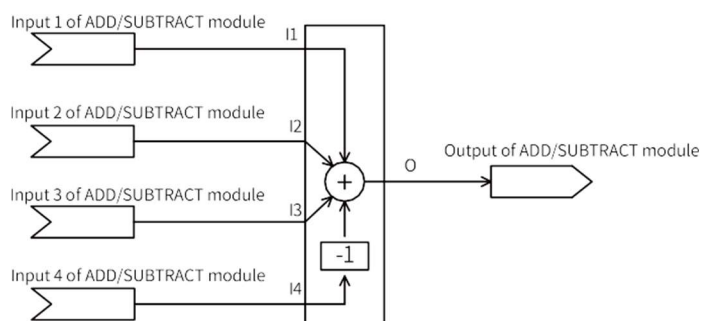 Input 1 of ADD/SUBTRACT module
I1
Input 2 of ADD/SUBTRACT module
I2
Output of ADD/SUBTRACT module
O
+
Input 3 of ADD/SUBTRACT module
I3
-1
Input 4 of ADD/SUBTRACT module
I4